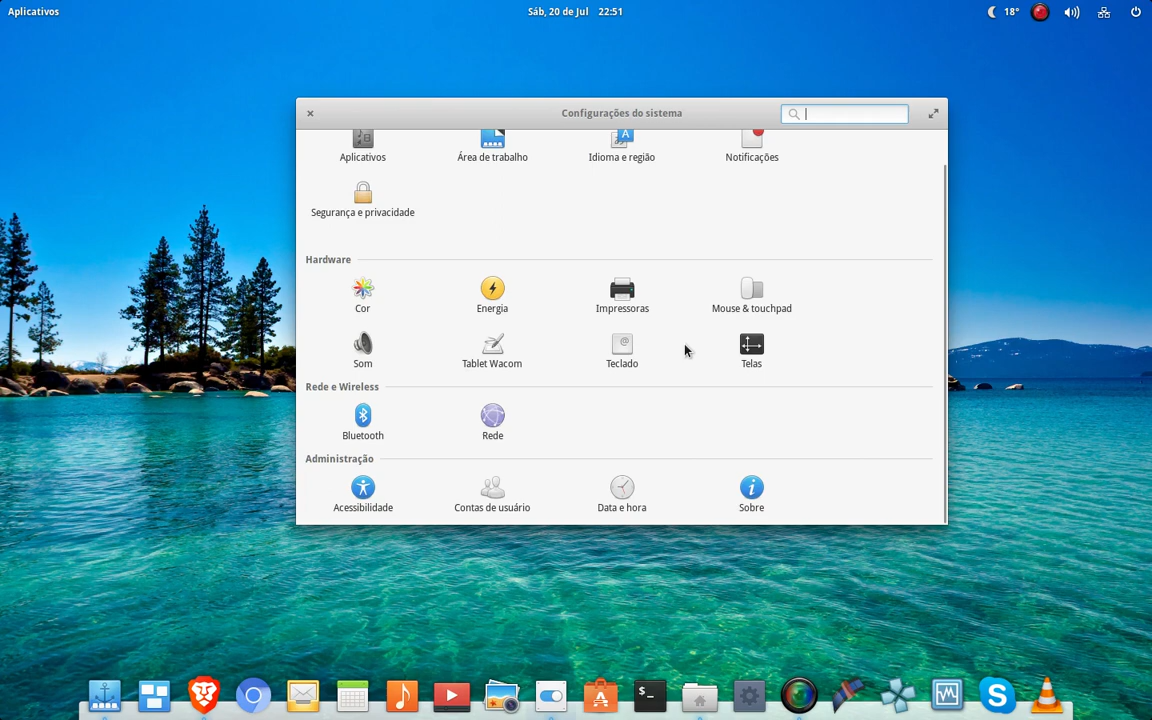 Aplicativos
Sáb, 20 de Jul 22:51
18°
Configurações do sistema
Aplicativos
Área de trabalho
Idioma e região
Notificações
Segurança e privacidade
Hardware
Cor
Energia
Impressoras
Mouse & touchpad
Som
Tablet Wacom
Teclado
Telas
Rede e Wireless
Bluetooth
Rede
Administração
Acessibilidade
Contas de usuário
Data e hora
Sobre